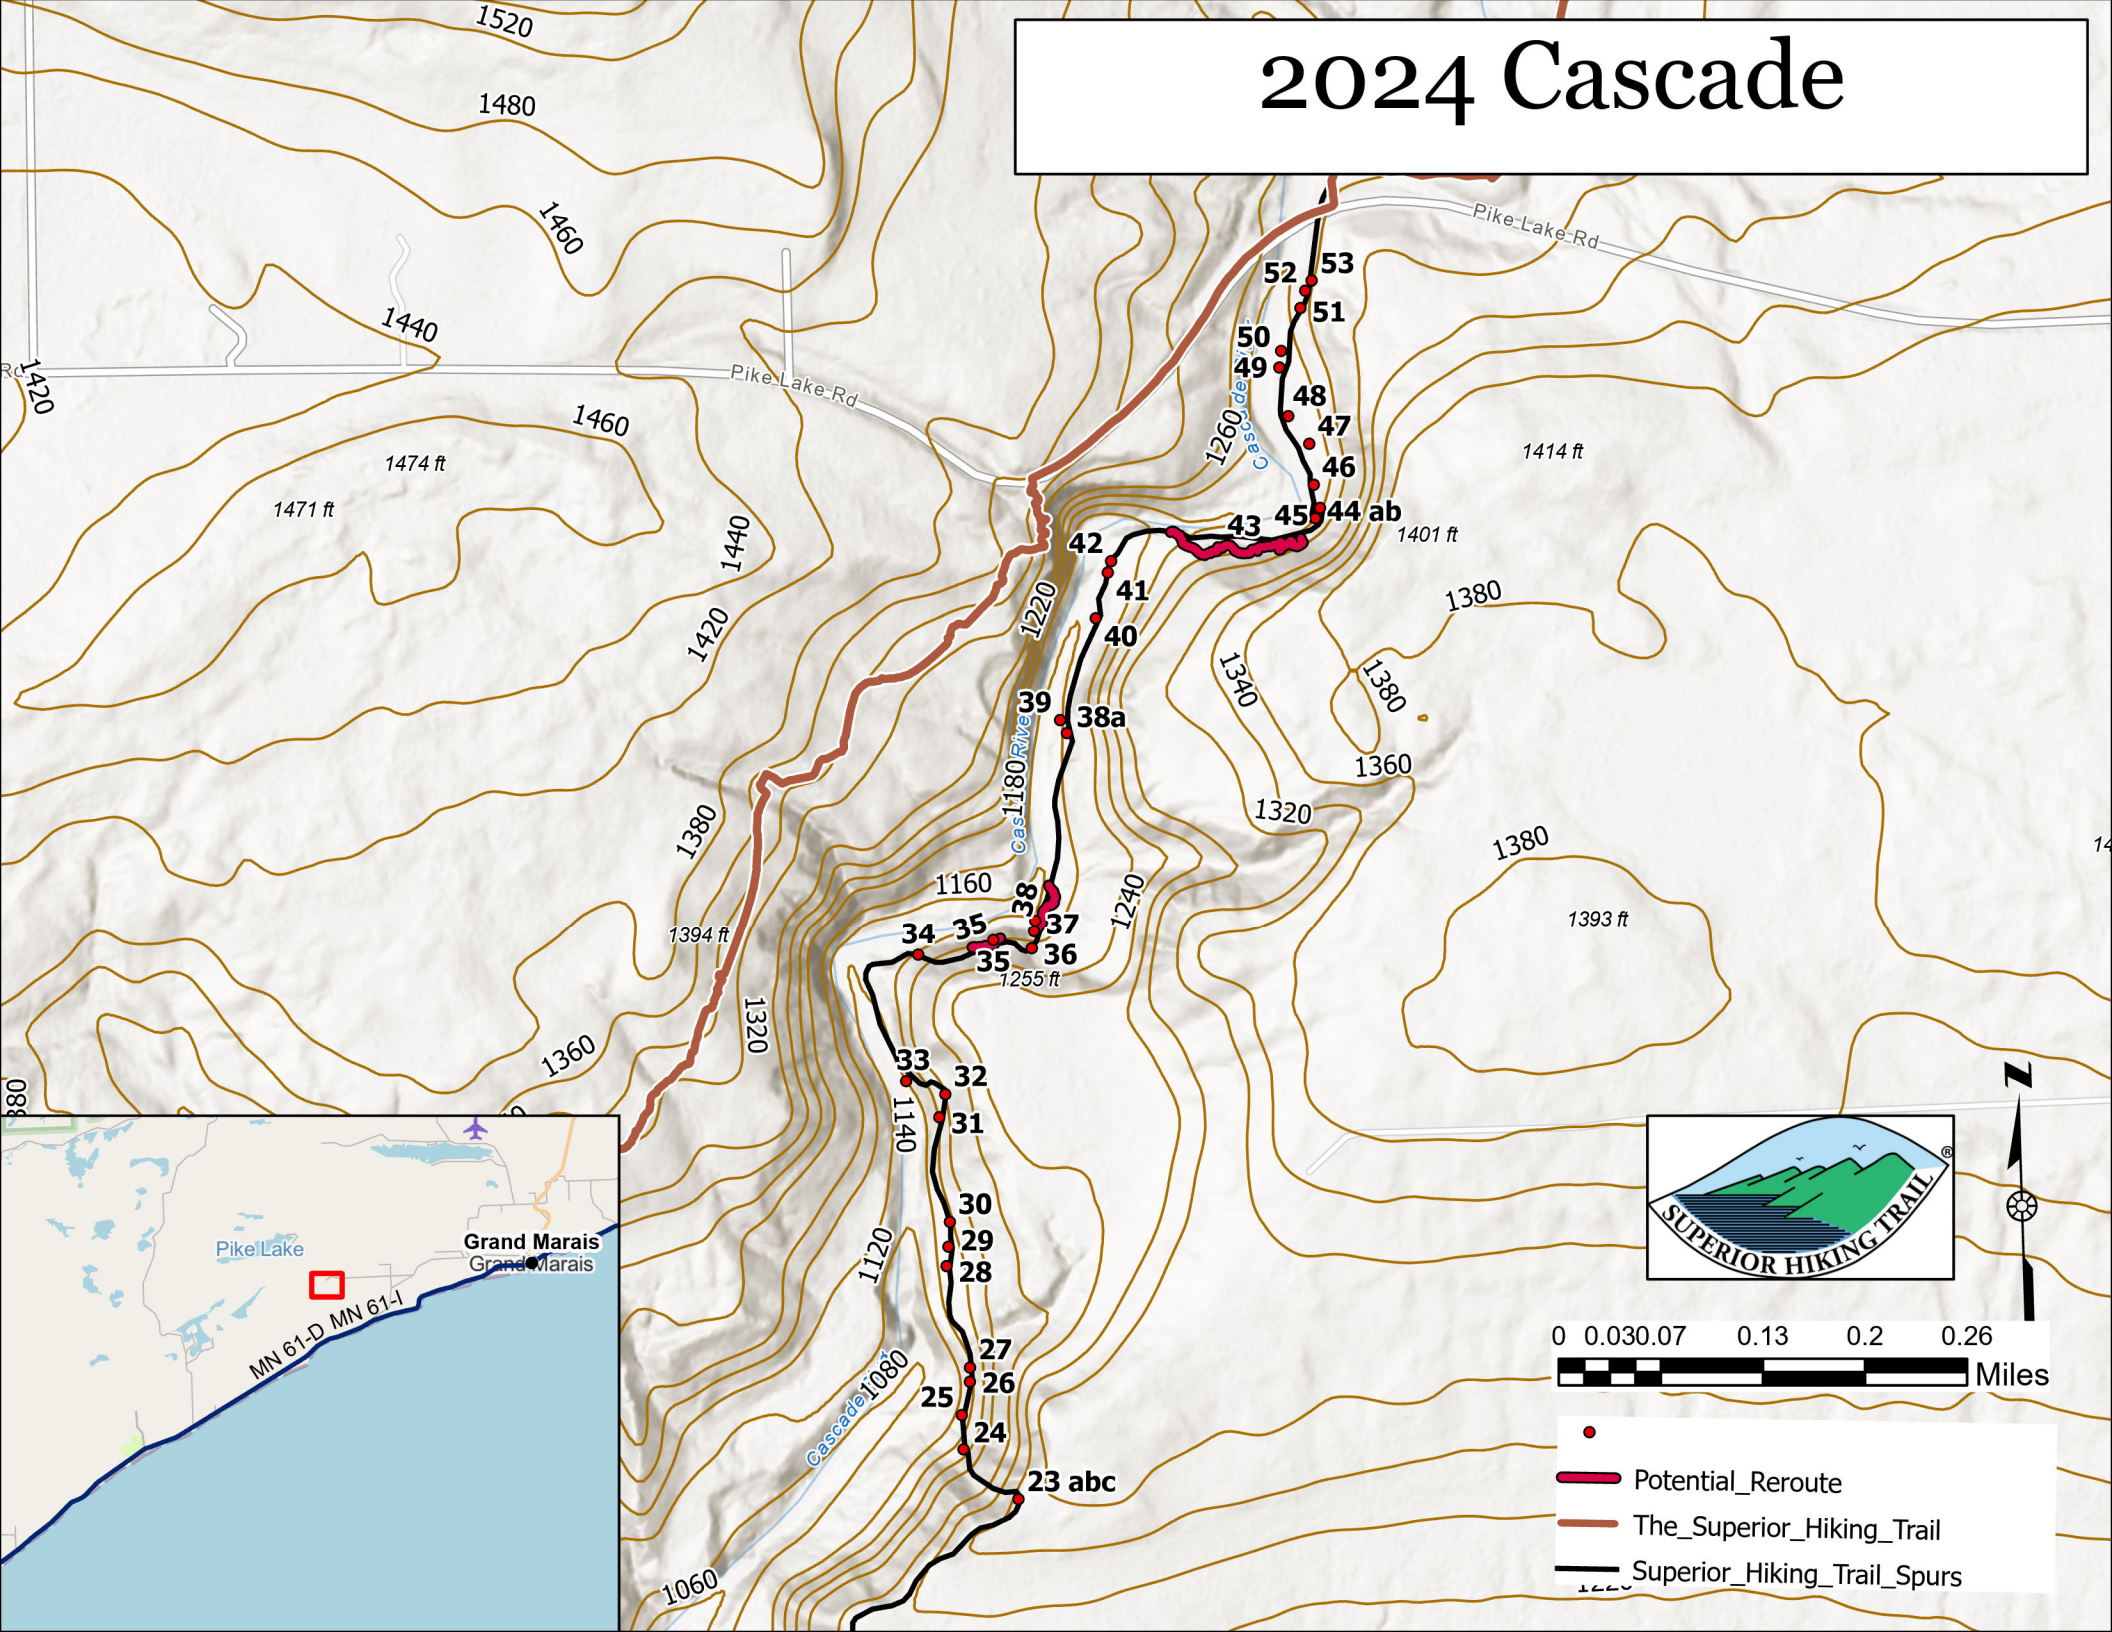 2024 Cascade
1520
1480
1460
1440
1420
Pike Lake Rd
Pike Lake Rd
1460
1474 ft
1471 ft
1440
1420
1260
53
52
51
50
49
48
47
46
45
44 ab
43
42
41
40
39
38a
1414 ft
1401 ft
1380
1380
1340
1360
1320
1220
1180
1380
1380
1393 ft
1394 ft
1160
1240
38
37
36
35
35
34
1255 ft
1320
1360
33
32
31
1140
30
29
28
1120
27
26
25
24
1080
Cascade
23 abc
1060
Pike Lake
Grand Marais
Grand Marais
MN 61-I
MN 61-D
SUPERIOR HIKING TRAIL
®
N
0 0.030.07 0.13 0.2 0.26
Miles
Potential_Reroute
The_Superior_Hiking_Trail
Superior_Hiking_Trail_Spurs